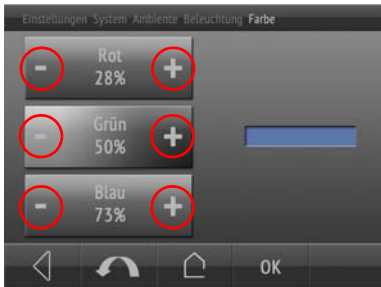 Einstellungen System Ambiente Beleuchtung Farbe
- Rot +
28%
- Grün +
50%
- Blau +
73%
OK